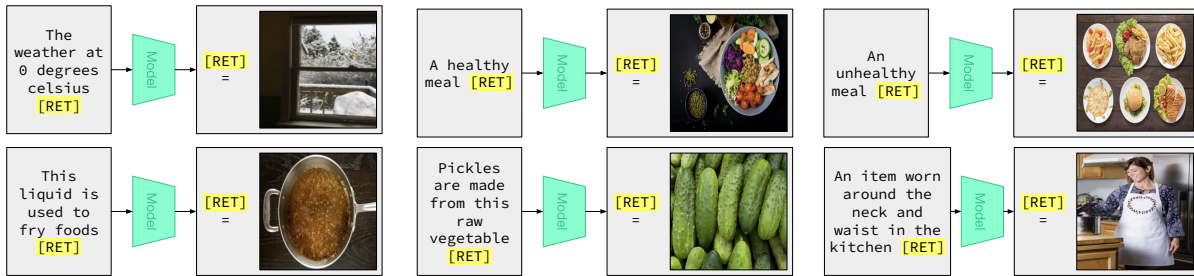 The
weather at
0 degrees
celsius
[RET]
Model
[RET]
=
A healthy
meal [RET]
Model
[RET]
=
An
unhealthy
meal [RET]
Model
[RET]
=
This
liquid is
used to
fry foods
[RET]
Model
[RET]
=
Pickles
are made
from this
raw
vegetable
[RET]
Model
[RET]
=
An item worn
around the
neck and
waist in the
kitchen [RET]
Model
[RET]
=